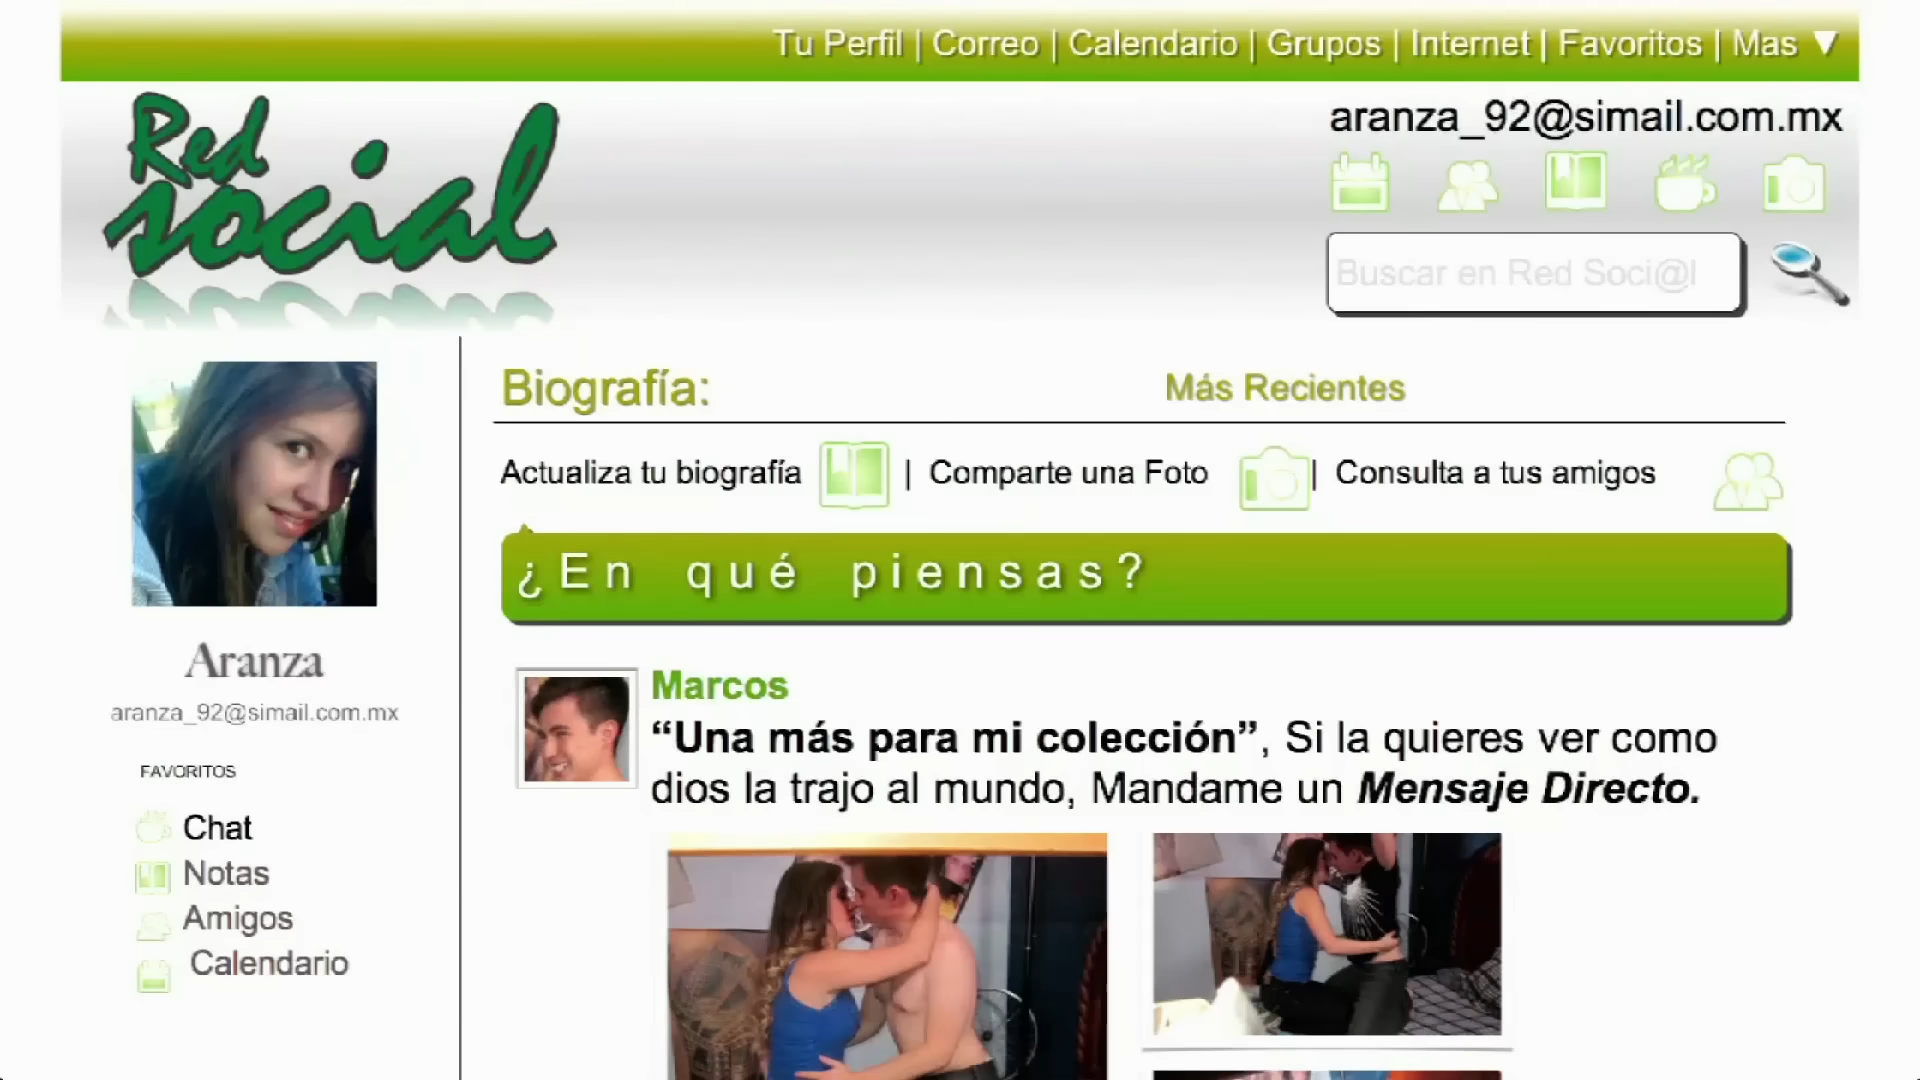 Tu Perfil | Correo | Calendario | Grupos | Internet | Favoritos | Mas ▼
Red
social
aranza_92@simail.com.mx
Buscar en Red Soci@l
Aranza
aranza_92@simail.com.mx
FAVORITOS
Chat
Notas
Amigos
Calendario
Biografía:
Más Recientes
Actualiza tu biografía | Comparte una Foto | Consulta a tus amigos
¿En qué piensas?
Marcos
“Una más para mi colección”, Si la quieres ver como
dios la trajo al mundo, Mandame un Mensaje Directo.